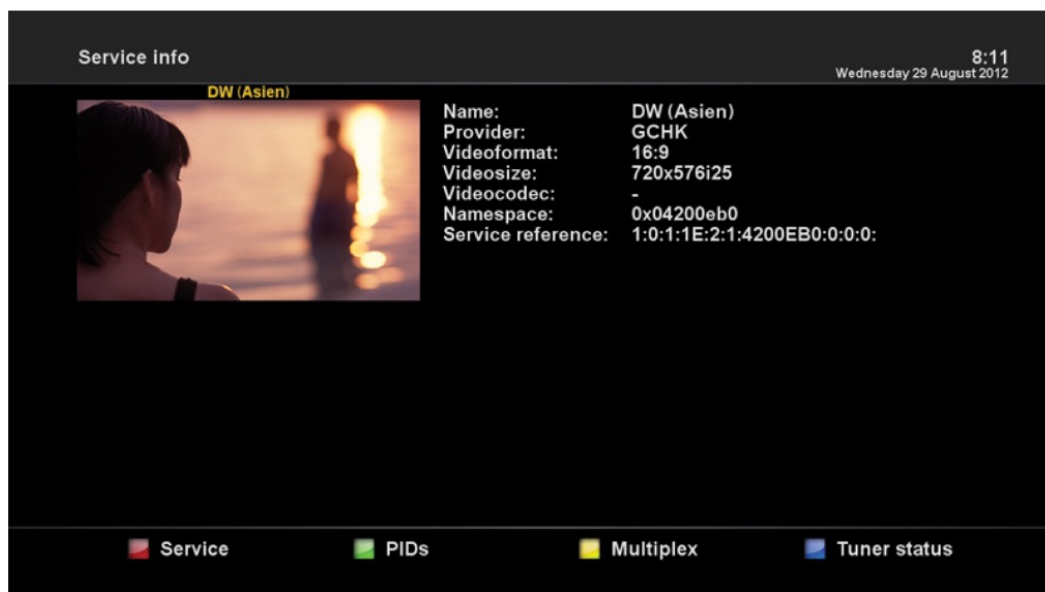 Service info
8:11
Wednesday 29 August 2012
DW (Asien)
Name: DW (Asien)
Provider: GCHK
Videoformat: 16:9
Videosize: 720x576i25
Videocodec: -
Namespace: 0x04200eb0
Service reference: 1:0:1:1E:2:1:4200EB0:0:0:0:
Service PIDs Multiplex Tuner status